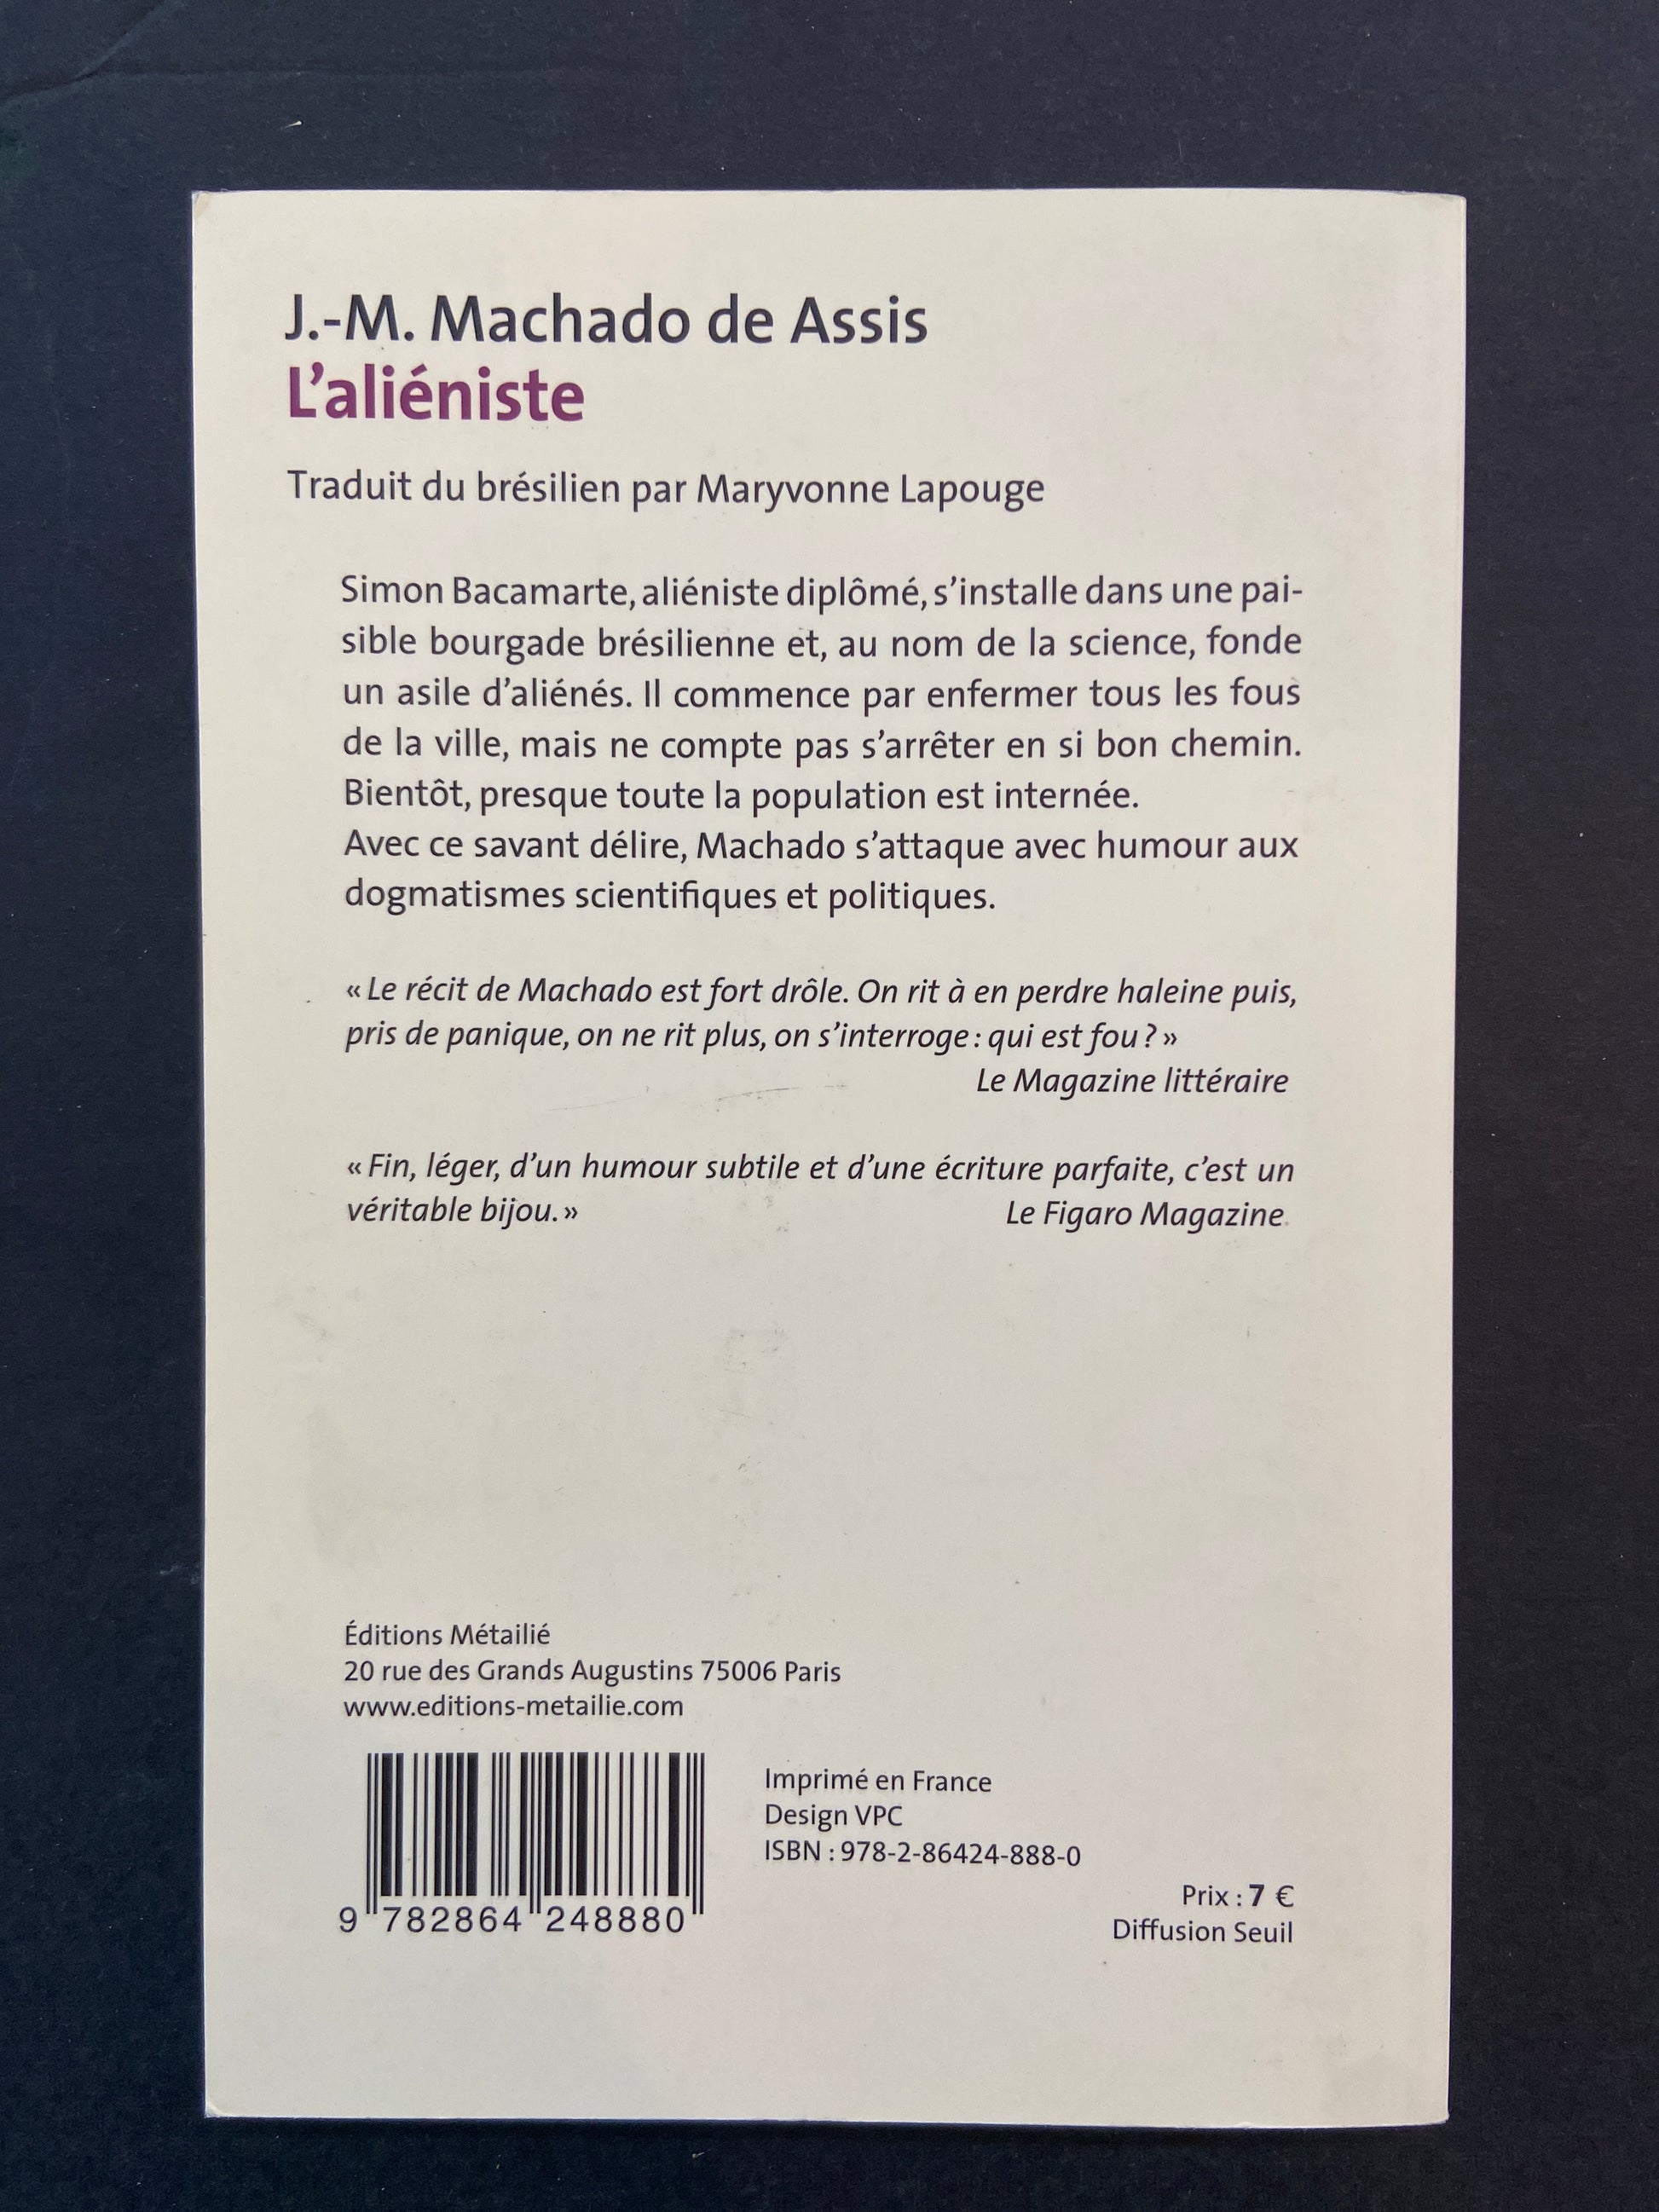 J.-M. Machado de Assis
L’aliéniste
Traduit du brésilien par Maryvonne Lapouge
Simon Bacamarte, aliéniste diplômé, s’installe dans une pai-
sible bourgade brésilienne et, au nom de la science, fonde
un asile d’aliénés. Il commence par enfermer tous les fous
de la ville, mais ne compte pas s’arrêter en si bon chemin.
Bientôt, presque toute la population est internée.
Avec ce savant délire, Machado s’attaque avec humour aux
dogmatismes scientifiques et politiques.
« Le récit de Machado est fort drôle. On rit à en perdre haleine puis,
pris de panique, on ne rit plus, on s’interroge : qui est fou ? »
Le Magazine littéraire
« Fin, léger, d’un humour subtile et d’une écriture parfaite, c’est un
véritable bijou. » Le Figaro Magazine
Éditions Métailié
20 rue des Grands Augustins 75006 Paris
www.editions-metailie.com
Imprimé en France
Design VPC
ISBN : 978-2-86424-888-0
Prix : 7 €
Diffusion Seuil
9 782864 248880